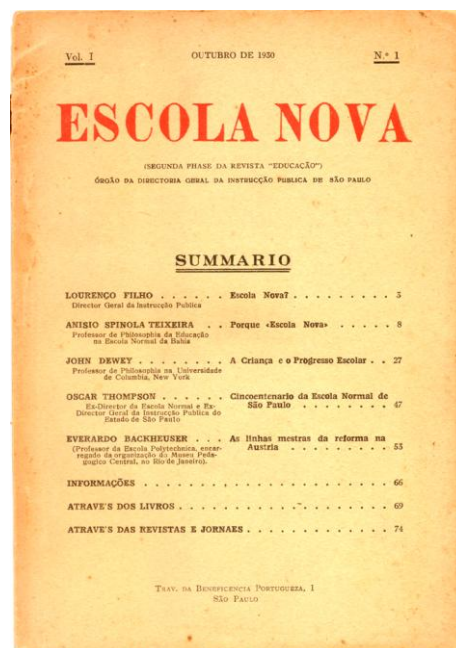 Vol. I OUTUBRO DE 1930 N.º 1
ESCOLA NOVA
(SEGUNDA PHASE DA REVISTA "EDUCAÇÃO")
ÓRGÃO DA DIRECTORIA GERAL DA INSTRUCÇÃO PUBLICA DE SÃO PAULO
SUMMARIO
LOURENÇO FILHO . . . . . . Escola Nova? . . . . . . . . . 3
Director Geral da Instrucção Publica
ANISIO SPINOLA TEIXEIRA . . Porque «Escola Nova» . . . . . 8
Professor de Philosophia da Educação
na Escola Normal da Bahia
JOHN DEWEY . . . . . . . . A Criança e o Progresso Escolar . . 27
Professor de Philosophia na Universidade
de Columbia, New York
OSCAR THOMPSON . . . . . . Cincoentenario da Escola Normal de
Ex-Director da Escola Normal e Ex- São Paulo . . . . . . . . 47
Director Geral da Instrucção Publica do
Estado de São Paulo
EVERARDO BACKHEUSER . . . As linhas mestras da reforma na
(Professor da Escola Polytechnica, encar- Austria . . . . . . . . . . 53
regado da organização do Museu Peda-
gogico Central, no Rio de Janeiro).
INFORMAÇÕES . . . . . . . . . . . . . . . . . . . 66
ATRAVE'S DOS LIVROS . . . . . . . . . . . . . . . . 69
ATRAVE'S DAS REVISTAS E JORNAES . . . . . . . . . . . 74
TRAV. DA BENEFICENCIA PORTUGUEZA, 1
SÃO PAULO